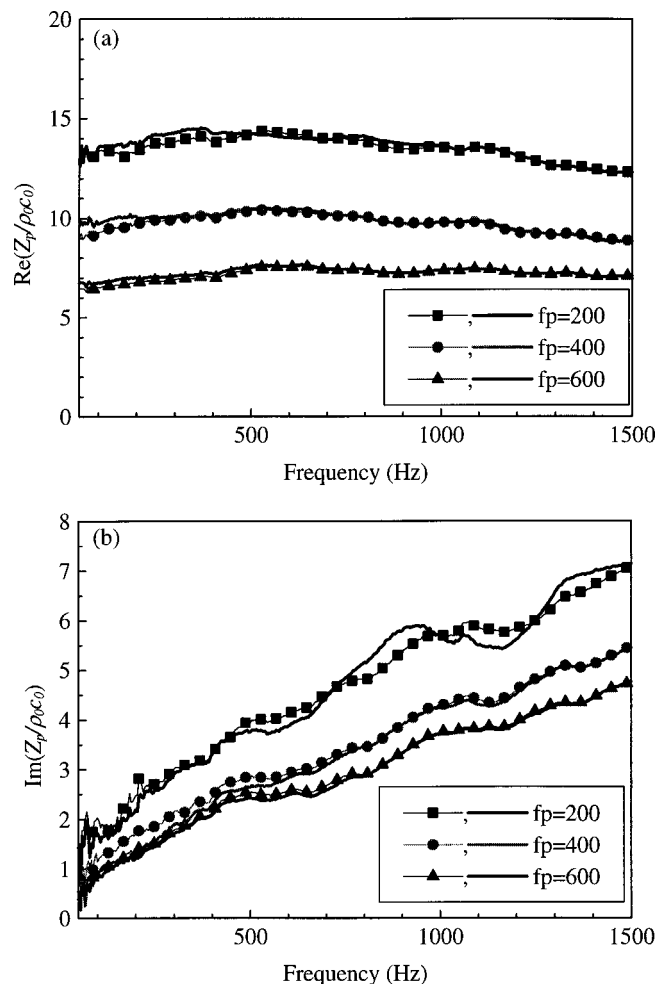 (a)
20
15
10
5
0
Re(Zp/ρ0c0)
500
1000
1500
Frequency (Hz)
, fp=200
, fp=400
, fp=600
(b)
8
7
6
5
4
3
2
1
0
Im(Zp/ρ0c0)
500
1000
1500
Frequency (Hz)
, fp=200
, fp=400
, fp=600